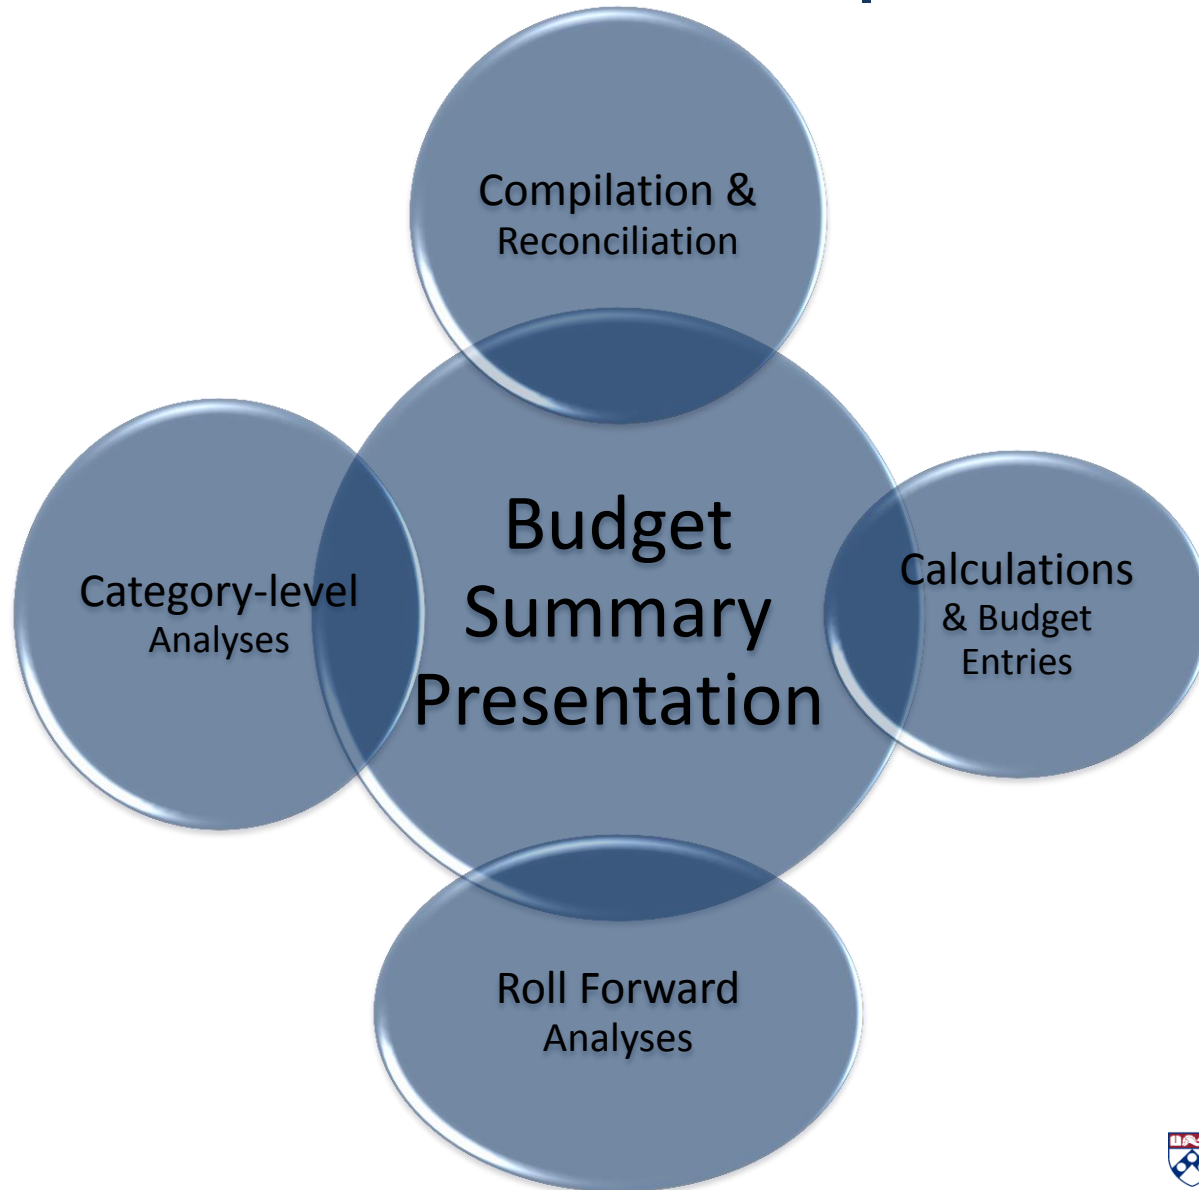 Compilation &
Reconciliation
Category-level
Analyses
Budget
Summary
Presentation
Calculations
& Budget
Entries
Roll Forward
Analyses